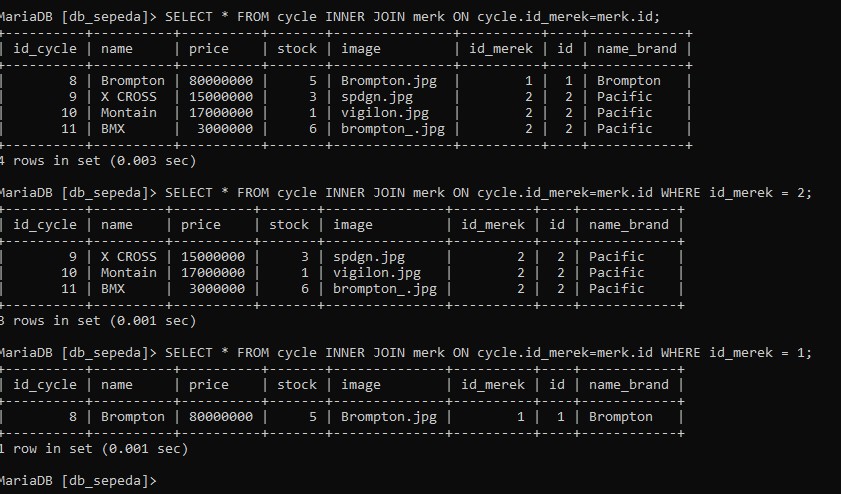 MariaDB [db_sepeda]> SELECT * FROM cycle INNER JOIN merk ON cycle.id_merek=merk.id;
+----------+----------+----------+-------+---------------+----------+----+------------+
| id_cycle | name     | price    | stock | image         | id_merek | id | name_brand |
+----------+----------+----------+-------+---------------+----------+----+------------+
|        8 | Brompton | 80000000 |     5 | Brompton.jpg  |        1 |  1 | Brompton   |
|        9 | X CROSS  | 15000000 |     3 | spdgn.jpg     |        2 |  2 | Pacific    |
|       10 | Montain  | 17000000 |     1 | vigilon.jpg   |        2 |  2 | Pacific    |
|       11 | BMX      |  3000000 |     6 | brompton_.jpg |        2 |  2 | Pacific    |
+----------+----------+----------+-------+---------------+----------+----+------------+
4 rows in set (0.003 sec)
MariaDB [db_sepeda]> SELECT * FROM cycle INNER JOIN merk ON cycle.id_merek=merk.id WHERE id_merek = 2;
+----------+---------+----------+-------+---------------+----------+----+------------+
| id_cycle | name    | price    | stock | image         | id_merek | id | name_brand |
+----------+---------+----------+-------+---------------+----------+----+------------+
|        9 | X CROSS | 15000000 |     3 | spdgn.jpg     |        2 |  2 | Pacific    |
|       10 | Montain | 17000000 |     1 | vigilon.jpg   |        2 |  2 | Pacific    |
|       11 | BMX     |  3000000 |     6 | brompton_.jpg |        2 |  2 | Pacific    |
+----------+---------+----------+-------+---------------+----------+----+------------+
3 rows in set (0.001 sec)
MariaDB [db_sepeda]> SELECT * FROM cycle INNER JOIN merk ON cycle.id_merek=merk.id WHERE id_merek = 1;
+----------+----------+----------+-------+--------------+----------+----+------------+
| id_cycle | name     | price    | stock | image        | id_merek | id | name_brand |
+----------+----------+----------+-------+--------------+----------+----+------------+
|        8 | Brompton | 80000000 |     5 | Brompton.jpg |        1 |  1 | Brompton   |
+----------+----------+----------+-------+--------------+----------+----+------------+
1 row in set (0.001 sec)
MariaDB [db_sepeda]>